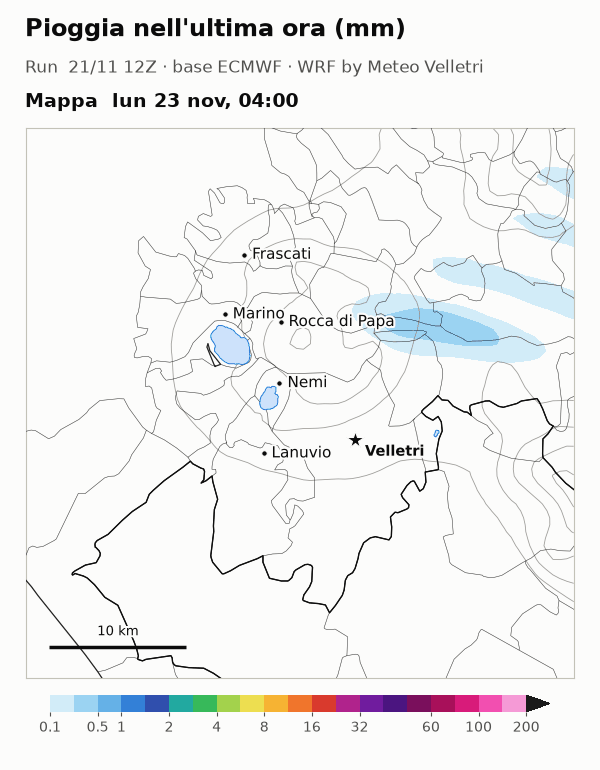 Pioggia nell'ultima ora (mm)
Run  21/11 12Z · base ECMWF · WRF by Meteo Velletri
Mappa  lun 23 nov, 04:00
Frascati
Marino
Rocca di Papa
Nemi
Velletri
Lanuvio
10 km
0.1 0.5 1 2 4 8 16 32 60 100 200